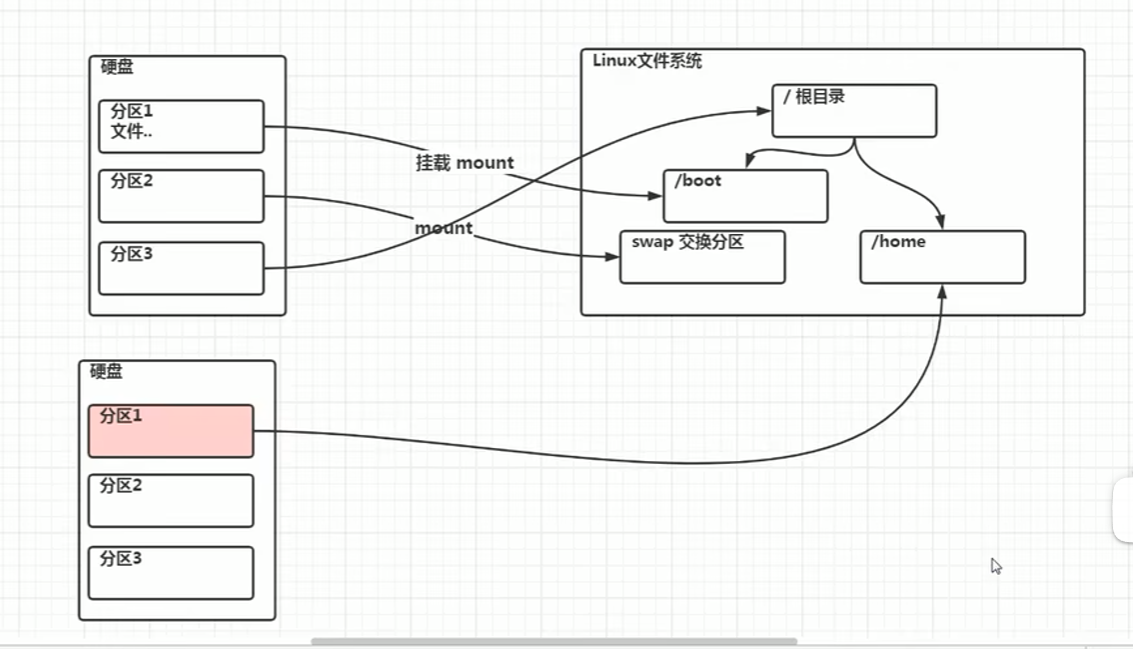 硬盘
分区1
文件..
分区2
分区3
挂载 mount
mount
Linux文件系统
/ 根目录
/boot
swap 交换分区
/home
硬盘
分区1
分区2
分区3